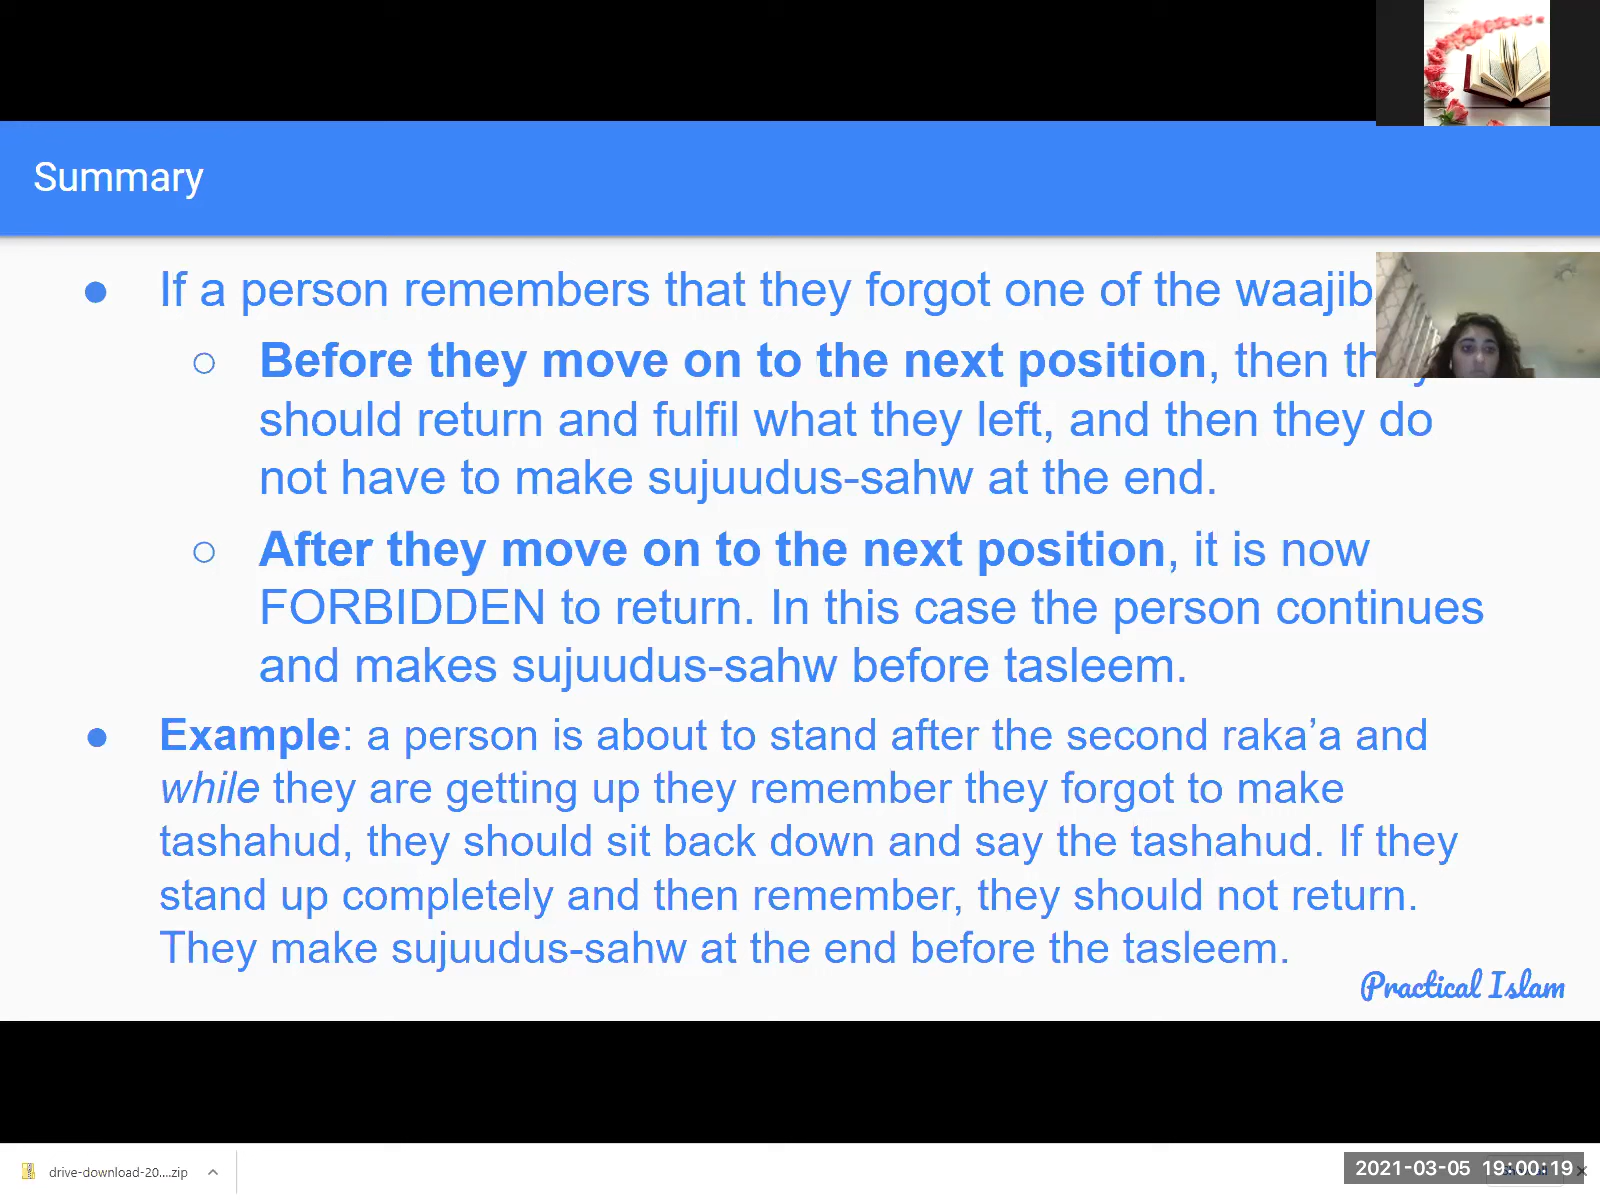 Summary
● If a person remembers that they forgot one of the waajib
○ Before they move on to the next position, then they
should return and fulfil what they left, and then they do
not have to make sujuudus-sahw at the end.
○ After they move on to the next position, it is now
FORBIDDEN to return. In this case the person continues
and makes sujuudus-sahw before tasleem.
● Example: a person is about to stand after the second raka’a and
while they are getting up they remember they forgot to make
tashahud, they should sit back down and say the tashahud. If they
stand up completely and then remember, they should not return.
They make sujuudus-sahw at the end before the tasleem.
Practical Islam
drive-download-20....zip
2021-03-05 19:00:19